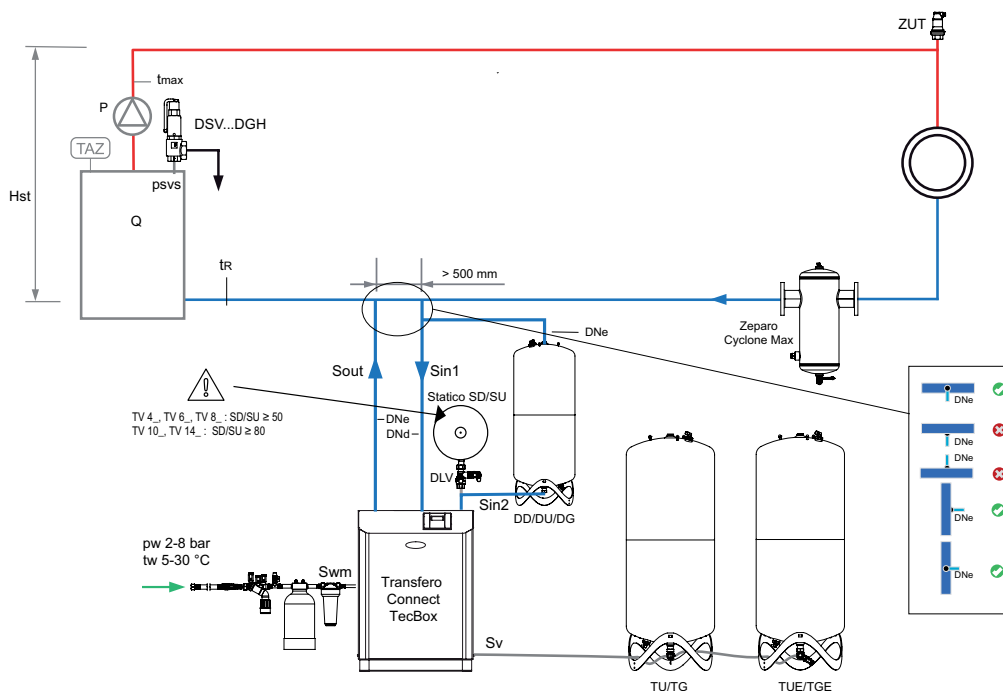 ZUT
tmax
P
DSV...DGH
TAZ
psvs
Hst
Q
tR
> 500 mm
DNe
Zeparo
Cyclone Max
Sout
Sin1
Statico SD/SU
TV 4_, TV 6_, TV 8_ : SD/SU ≥ 50
TV 10_, TV 14_ : SD/SU ≥ 80
DNe
DNd
DLV
Sin2
DD/DU/DG
DNe
DNe
DNe
DNe
DNe
pw 2-8 bar
tw 5-30 °C
Swm
Transfero
Connect
TecBox
Sv
TU/TG
TUE/TGE